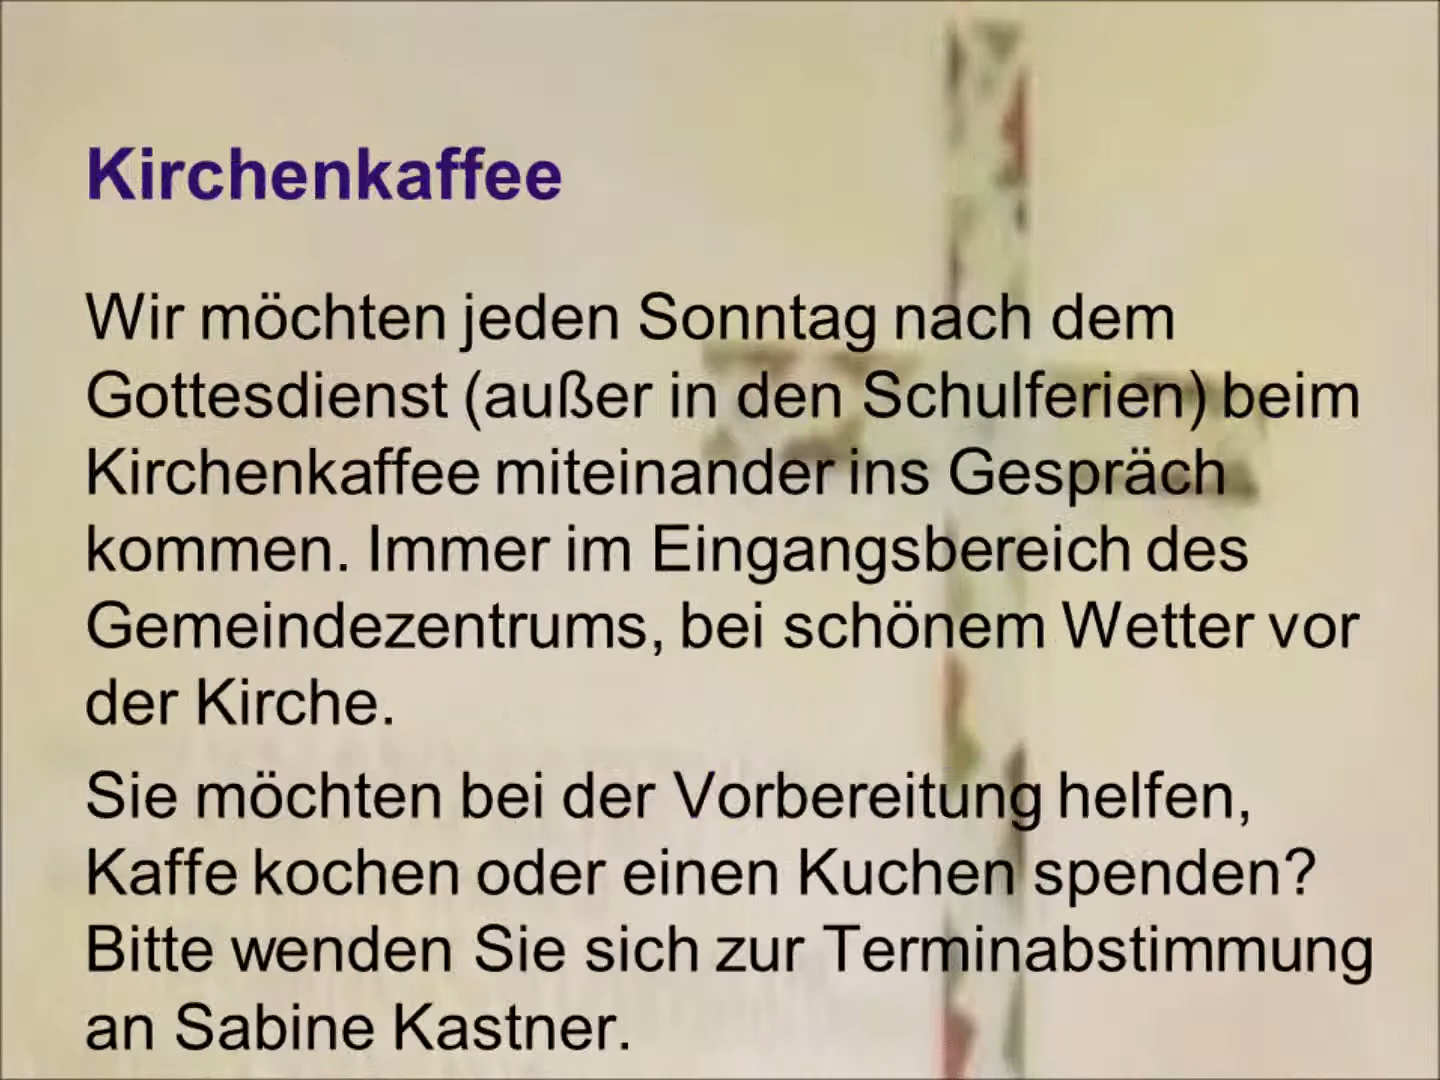 Kirchenkaffee
Wir möchten jeden Sonntag nach dem
Gottesdienst (außer in den Schulferien) beim
Kirchenkaffee miteinander ins Gespräch
kommen. Immer im Eingangsbereich des
Gemeindezentrums, bei schönem Wetter vor
der Kirche.
Sie möchten bei der Vorbereitung helfen,
Kaffe kochen oder einen Kuchen spenden?
Bitte wenden Sie sich zur Terminabstimmung
an Sabine Kastner.